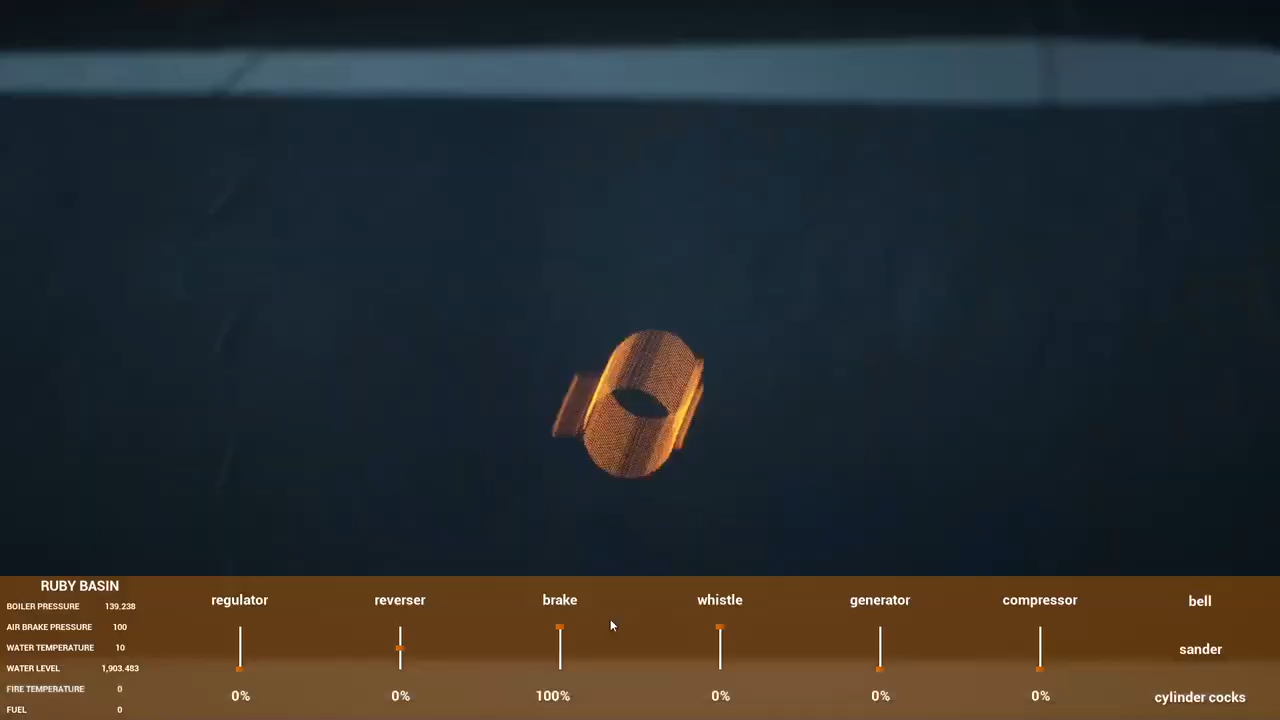 RUBY BASIN
BOILER PRESSURE 139.238
AIR BRAKE PRESSURE 100
WATER TEMPERATURE 10
WATER LEVEL 1,903.483
FIRE TEMPERATURE 0
FUEL 0
regulator
0%
reverser
0%
brake
100%
whistle
0%
generator
0%
compressor
0%
bell
sander
cylinder cocks